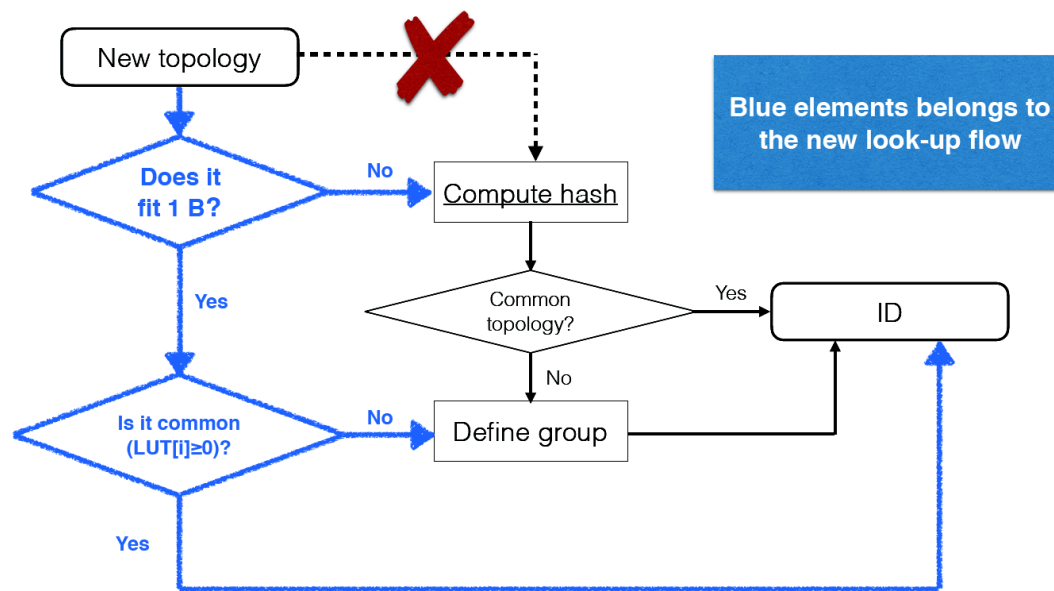 New topology
Blue elements belongs to
the new look-up flow
Does it
fit 1 B?
No
Compute hash
Yes
Common
topology?
Yes
ID
No
Is it common
(LUT[i]≥0)?
No
Define group
Yes